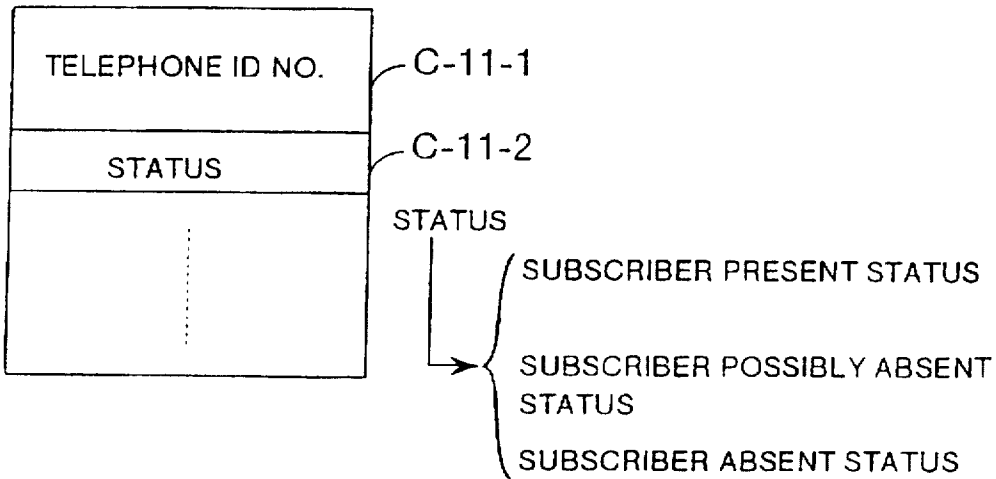 TELEPHONE ID NO.
C-11-1
STATUS
C-11-2
STATUS
SUBSCRIBER PRESENT STATUS
SUBSCRIBER POSSIBLY ABSENT
STATUS
SUBSCRIBER ABSENT STATUS